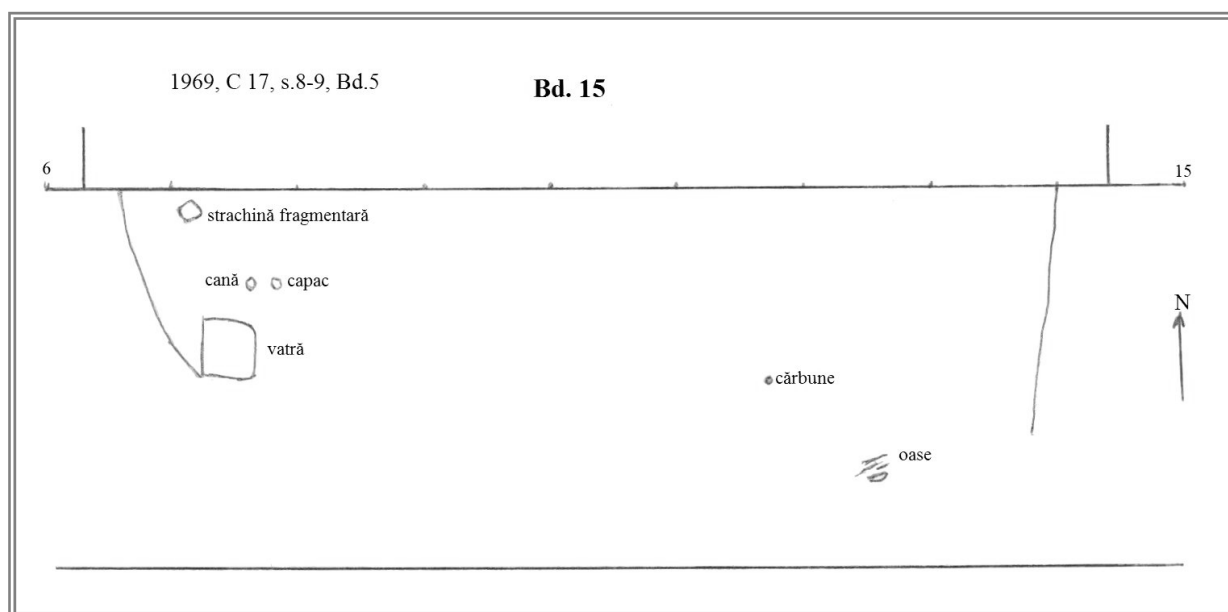 1969, C 17, s.8-9, Bd.5
Bd. 15
6
15
strachină fragmentară
cană
capac
vatră
N
cărbune
oase